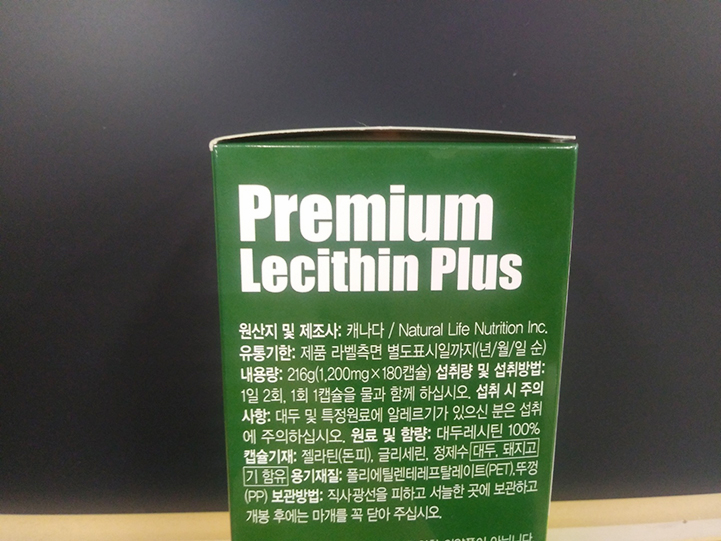 Premium
Lecithin Plus
원산지 및 제조사: 캐나다 / Natural Life Nutrition Inc.
유통기한: 제품 라벨측면 별도표시일까지(년/월/일 순)
내용량: 216g(1,200mg×180캡슐) 섭취량 및 섭취방법:
1일 2회, 1회 1캡슐을 물과 함께 하십시오. 섭취 시 주의
사항: 대두 및 특정원료에 알레르기가 있으신 분은 섭취
에 주의하십시오. 원료 및 함량: 대두레시틴 100%
캡슐기재: 젤라틴(돈피), 글리세린, 정제수 대두, 돼지고
기 함유 용기재질: 폴리에틸렌테레프탈레이트(PET),뚜껑
(PP) 보관방법: 직사광선을 피하고 서늘한 곳에 보관하고
개봉 후에는 마개를 꼭 닫아 주십시오.